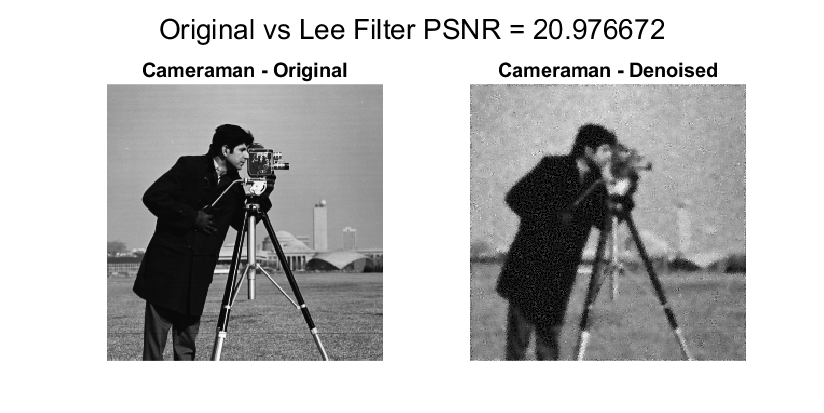 Original vs Lee Filter PSNR = 20.976672
Cameraman - Original
Cameraman - Denoised